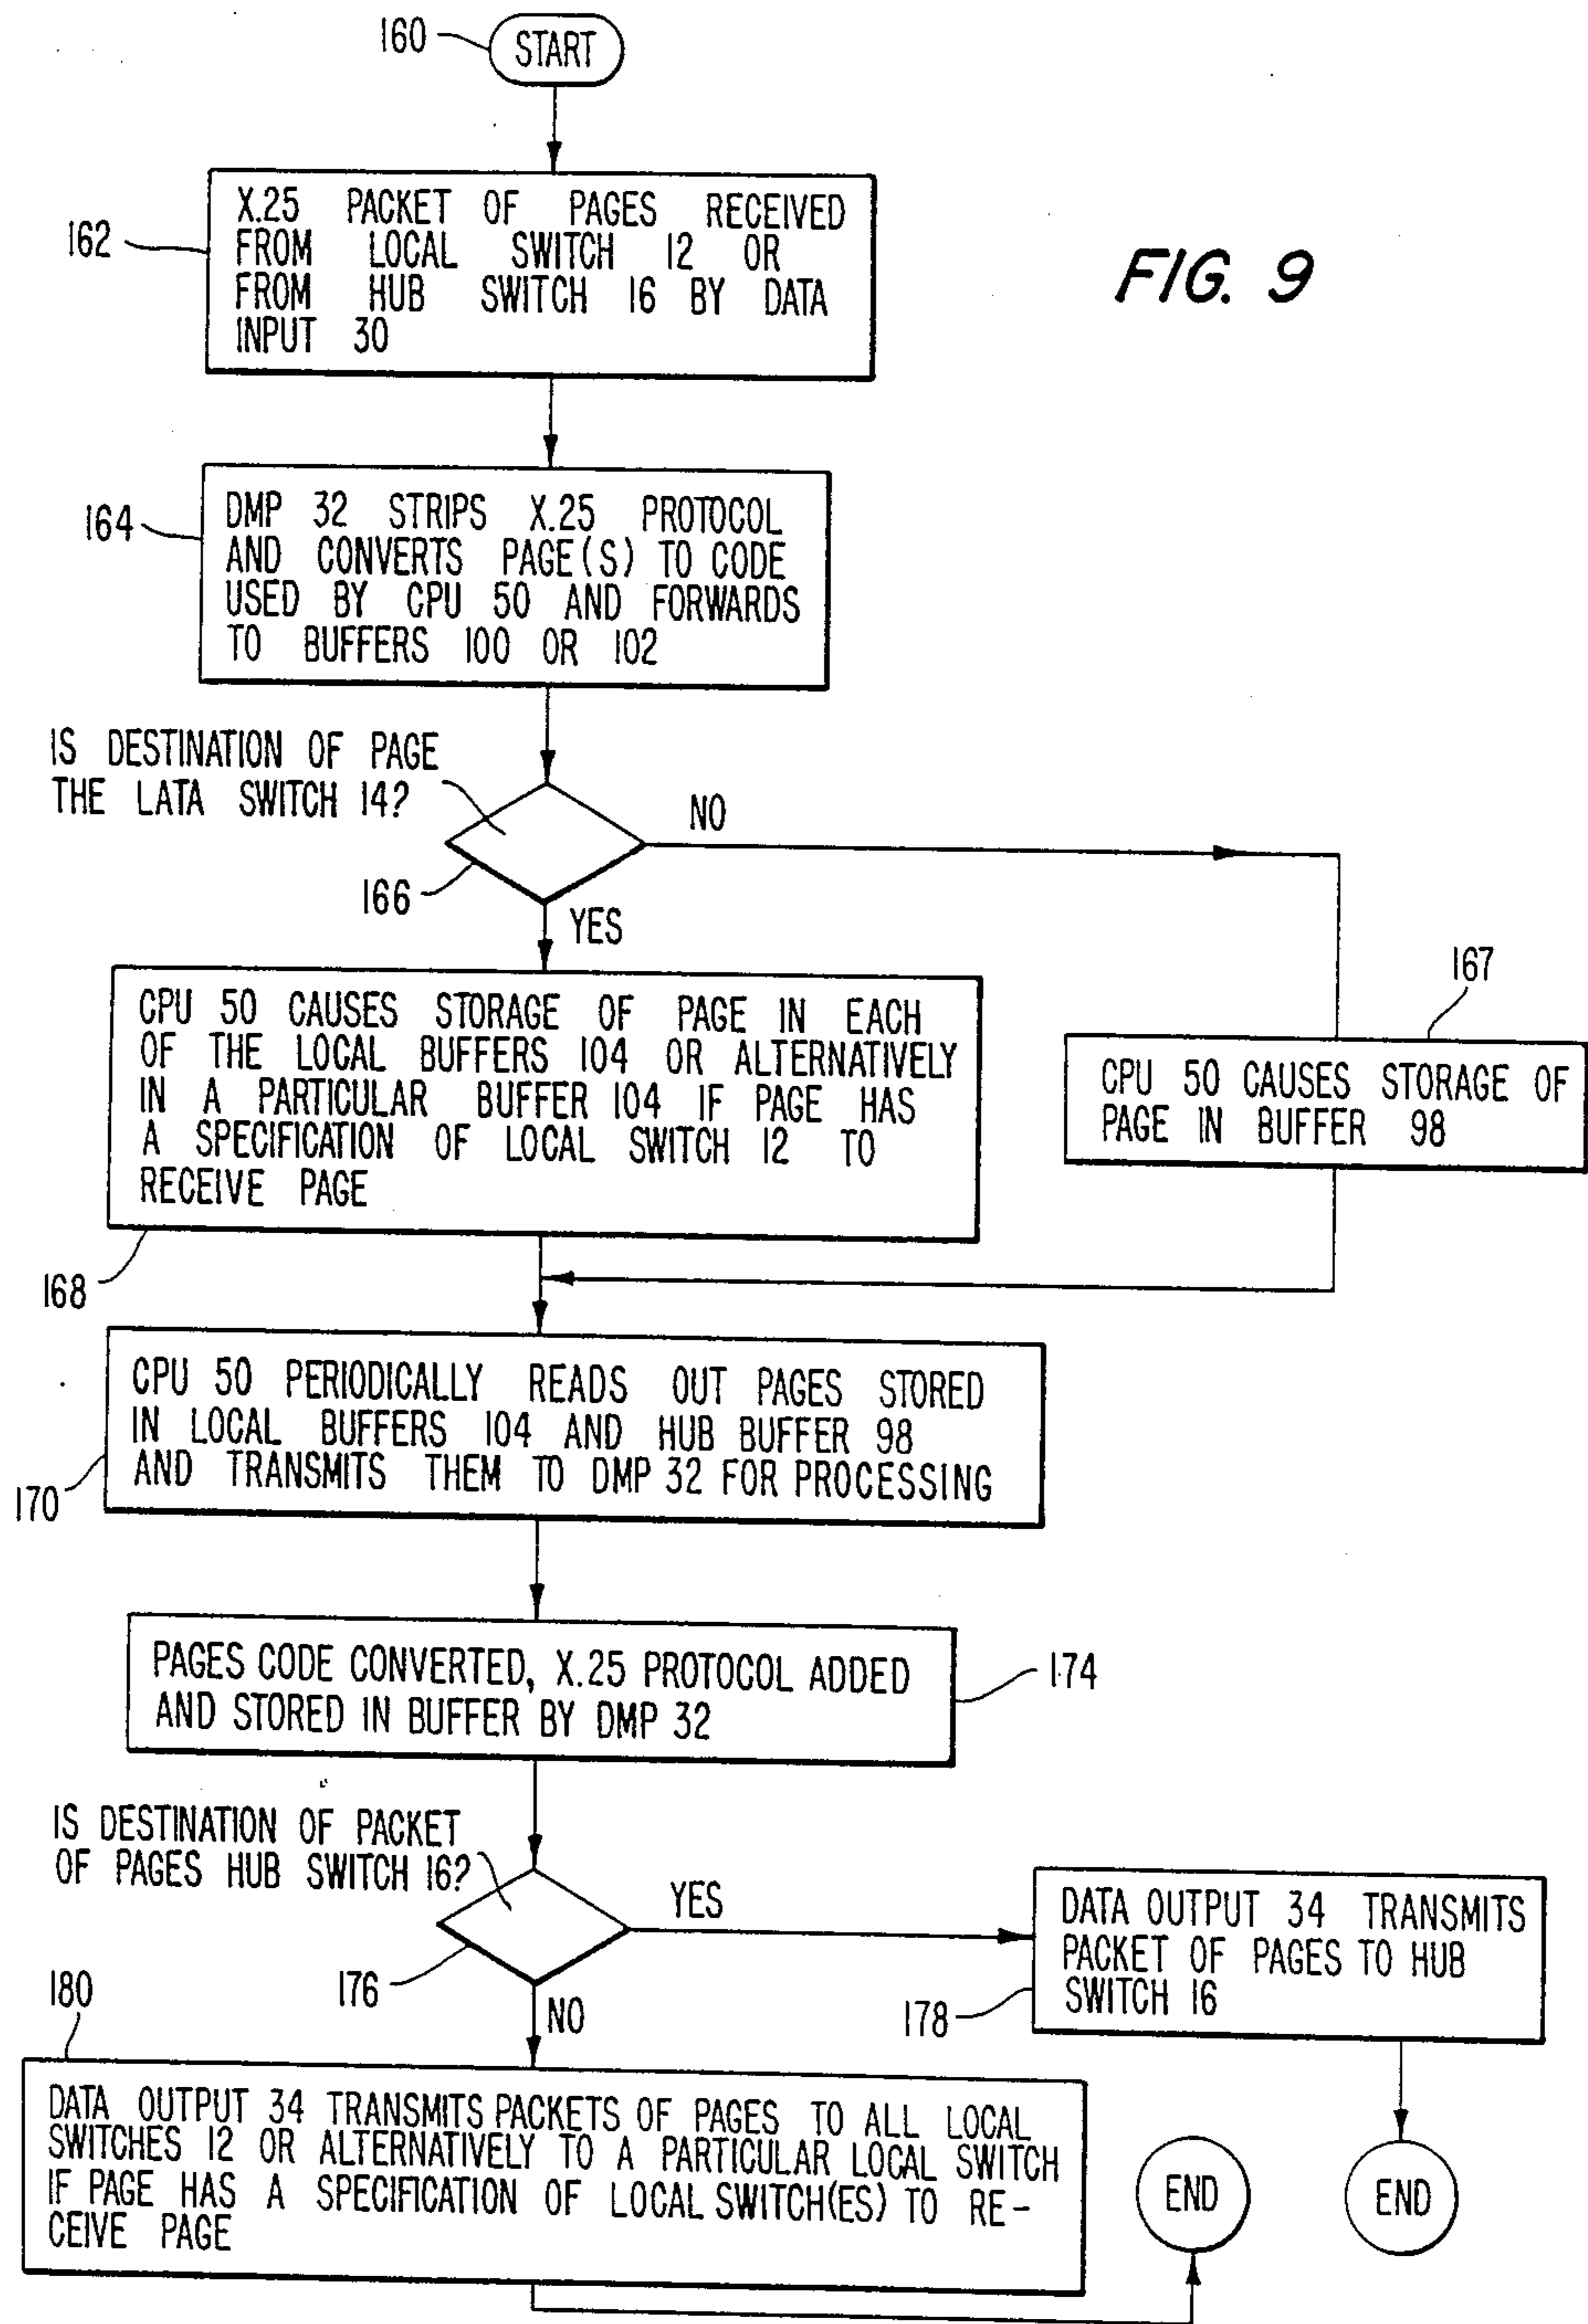 160
START
X.25 PACKET OF PAGES RECEIVED
FROM LOCAL SWITCH 12 OR
FROM HUB SWITCH 16 BY DATA
INPUT 30
162
FIG. 9
DMP 32 STRIPS X.25 PROTOCOL
AND CONVERTS PAGE(S) TO CODE
USED BY CPU 50 AND FORWARDS
TO BUFFERS 100 OR 102
164
IS DESTINATION OF PAGE
THE LATA SWITCH 14?
NO
166
YES
167
CPU 50 CAUSES STORAGE OF PAGE IN EACH
OF THE LOCAL BUFFERS 104 OR ALTERNATIVELY
IN A PARTICULAR BUFFER 104 IF PAGE HAS
A SPECIFICATION OF LOCAL SWITCH 12 TO
RECEIVE PAGE
CPU 50 CAUSES STORAGE OF
PAGE IN BUFFER 98
168
CPU 50 PERIODICALLY READS OUT PAGES STORED
IN LOCAL BUFFERS 104 AND HUB BUFFER 98
AND TRANSMITS THEM TO DMP 32 FOR PROCESSING
170
PAGES CODE CONVERTED, X.25 PROTOCOL ADDED
AND STORED IN BUFFER BY DMP 32
174
IS DESTINATION OF PACKET
OF PAGES HUB SWITCH 16?
YES
DATA OUTPUT 34 TRANSMITS
PACKET OF PAGES TO HUB
SWITCH 16
176
178
180
NO
DATA OUTPUT 34 TRANSMITS PACKETS OF PAGES TO ALL LOCAL
SWITCHES 12 OR ALTERNATIVELY TO A PARTICULAR LOCAL SWITCH
IF PAGE HAS A SPECIFICATION OF LOCAL SWITCH(ES) TO RE-
CEIVE PAGE
END
END